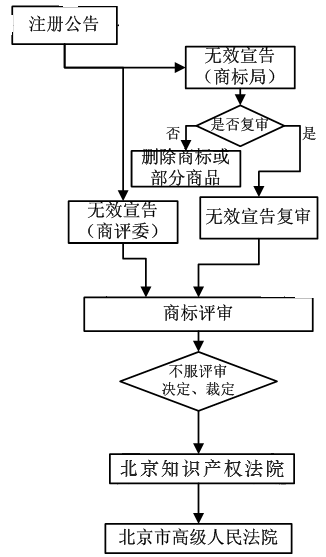 注册公告
无效宣告
（商标局）
是否复审
否
是
删除商标或
部分商品
无效宣告
（商评委）
无效宣告复审
商标评审
不服评审
决定、裁定
北京知识产权法院
北京市高级人民法院